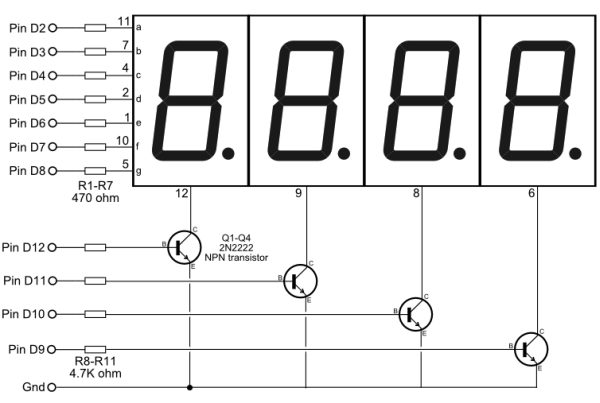 Pin D2 11 a
Pin D3 7 b
Pin D4 4 c
Pin D5 2 d
Pin D6 1 e
Pin D7 10 f
Pin D8 5 g
R1-R7
470 ohm
12 9 8 6
C
Q1-Q4
2N2222
NPN transistor
Pin D12 B
E
C
Pin D11 B
E
C
Pin D10 B
E
C
Pin D9 B
E
R8-R11
4.7K ohm
Gnd